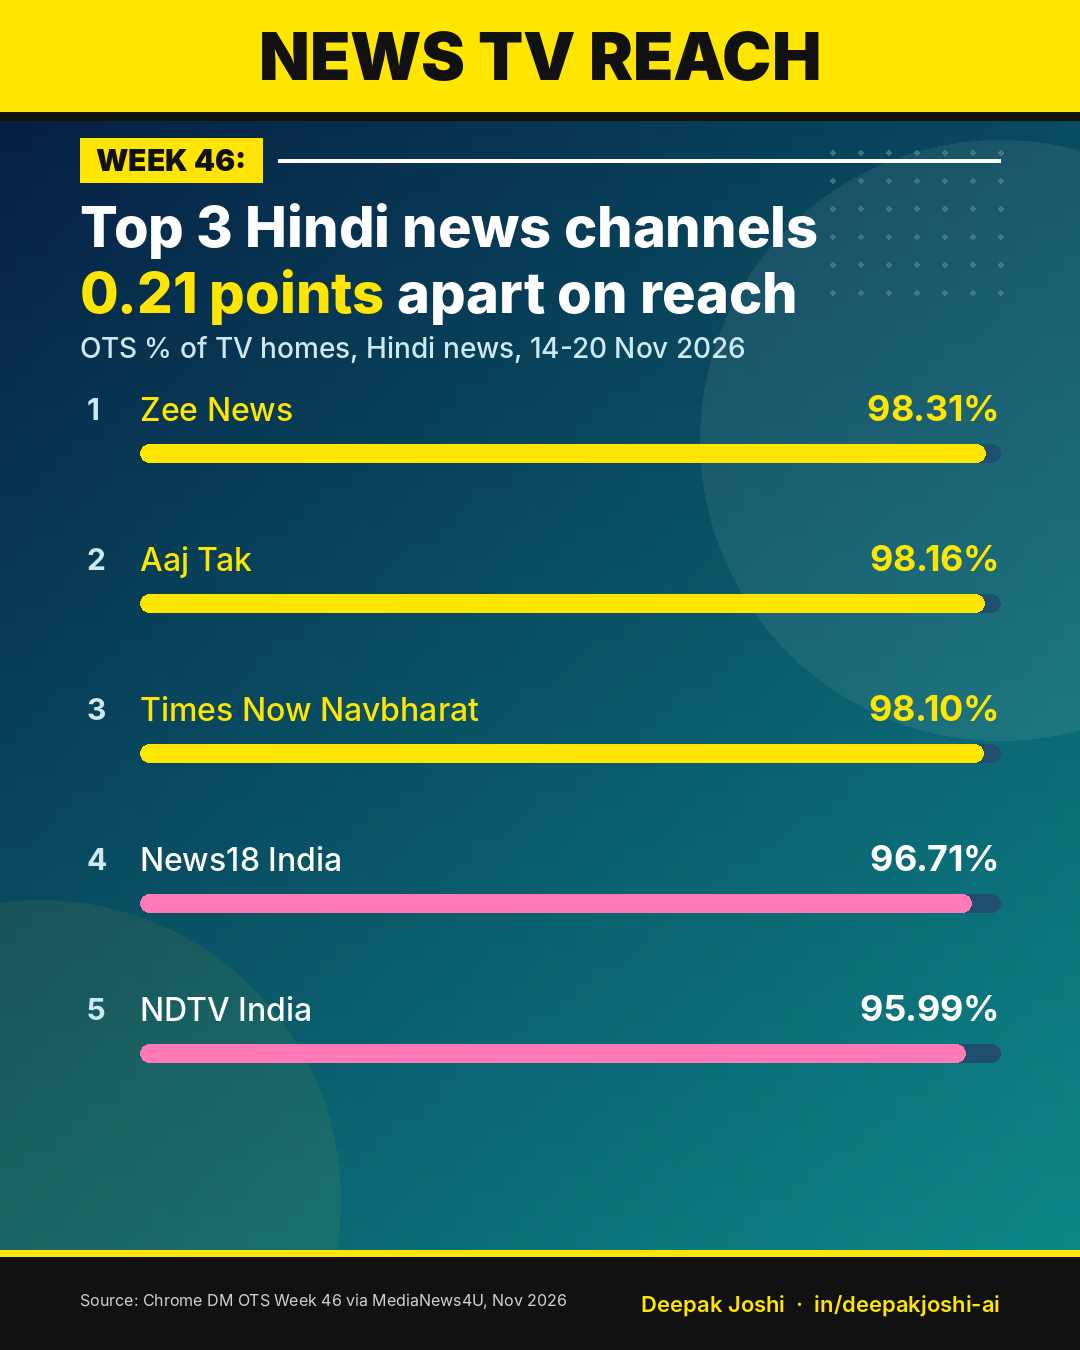 NEWS TV REACH
WEEK 46:
Top 3 Hindi news channels
0.21 points apart on reach
OTS % of TV homes, Hindi news, 14-20 Nov 2026
1 Zee News 98.31%
2 Aaj Tak 98.16%
3 Times Now Navbharat 98.10%
4 News18 India 96.71%
5 NDTV India 95.99%
Source: Chrome DM OTS Week 46 via MediaNews4U, Nov 2026
Deepak Joshi · in/deepakjoshi-ai